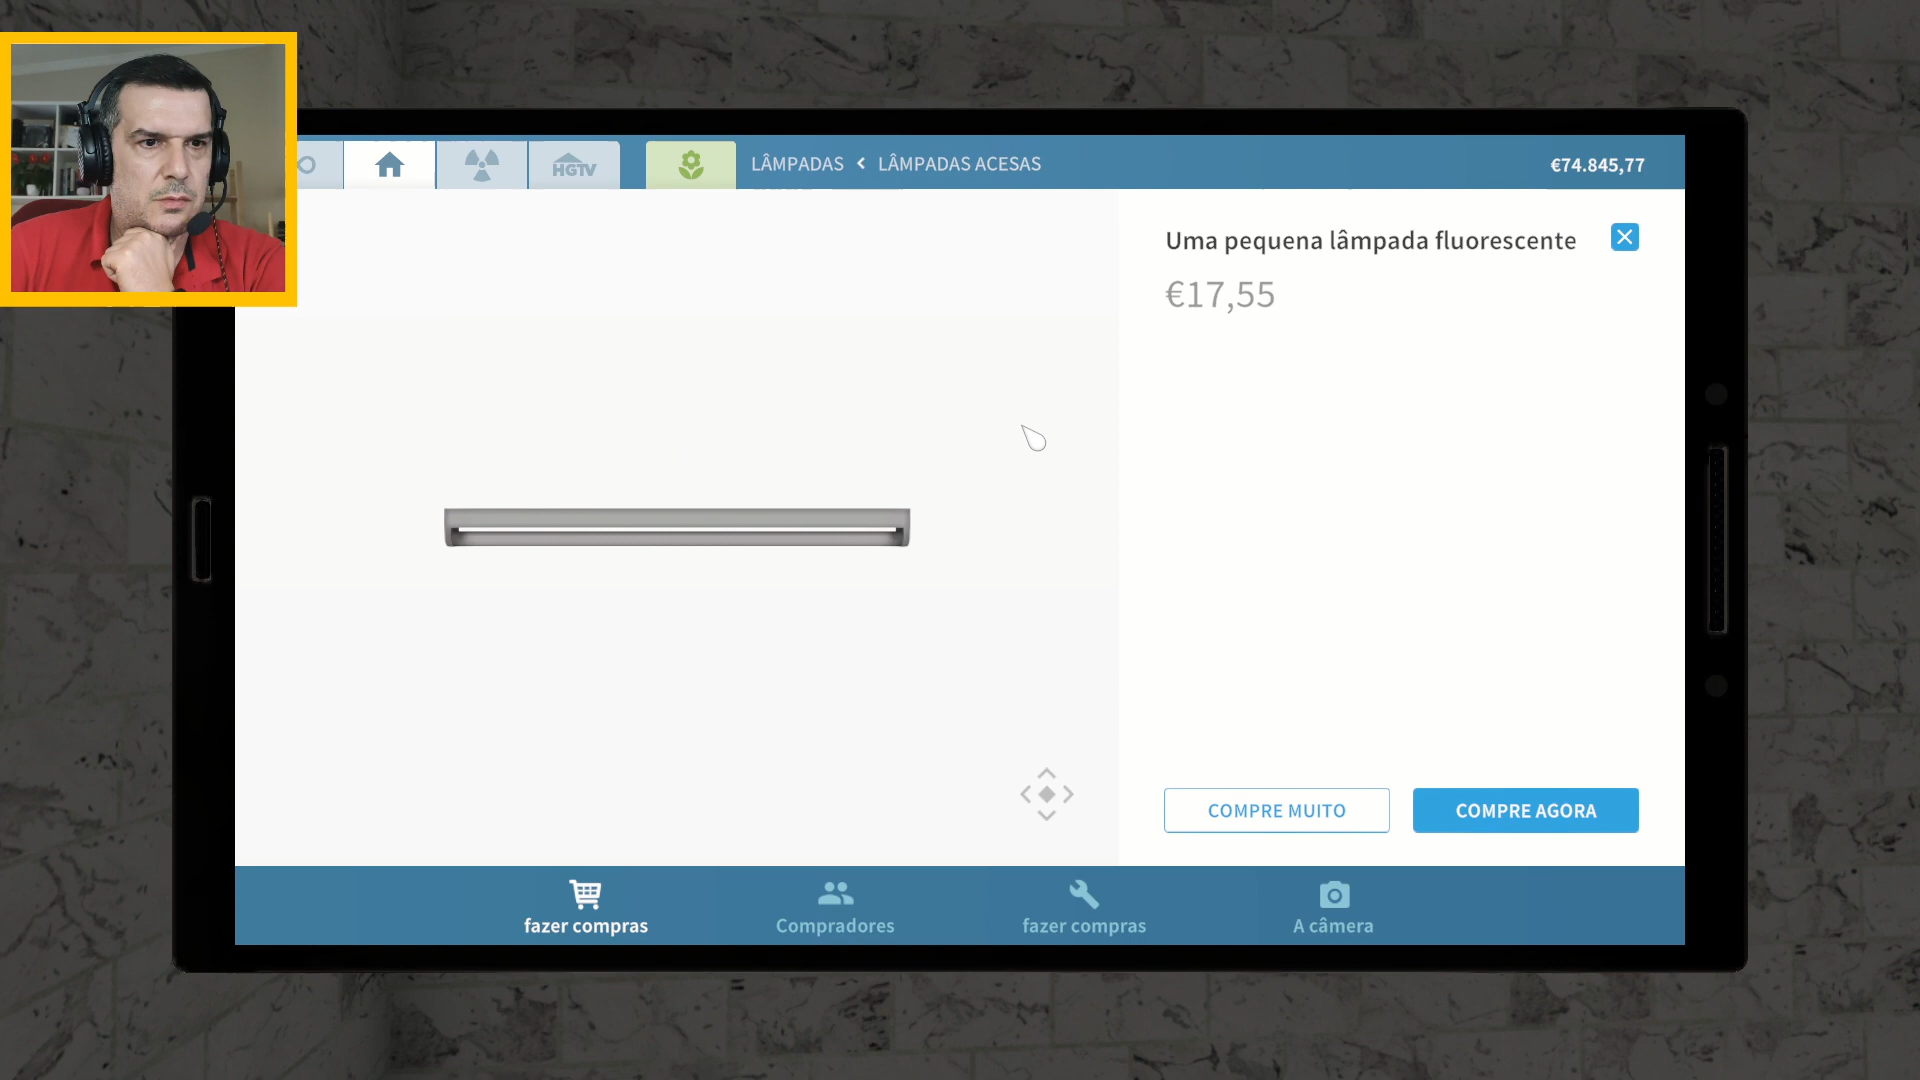 HGTV
LÂMPADAS < LÂMPADAS ACESAS
€74.845,77
Uma pequena lâmpada fluorescente
€17,55
COMPRE MUITO
COMPRE AGORA
fazer compras
Compradores
fazer compras
A câmera